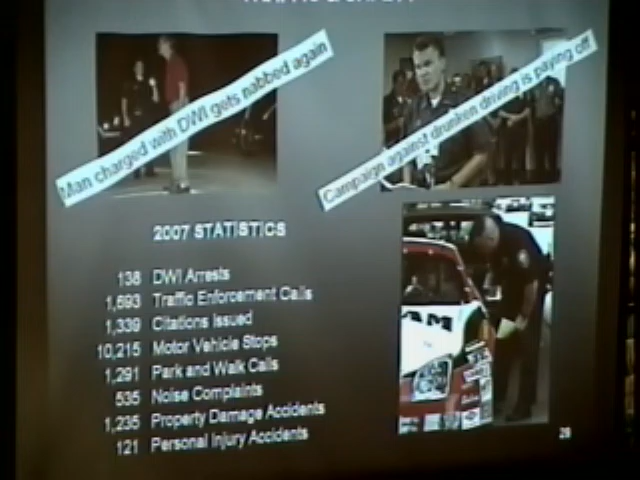 Man charged with DWI gets nabbed again
Campaign against drunken driving is paying off
2007 STATISTICS
138 DWI Arrests
1,693 Traffic Enforcement Calls
1,339 Citations Issued
10,215 Motor Vehicle Stops
1,291 Park and Walk Calls
535 Noise Complaints
1,235 Property Damage Accidents
121 Personal Injury Accidents
AM